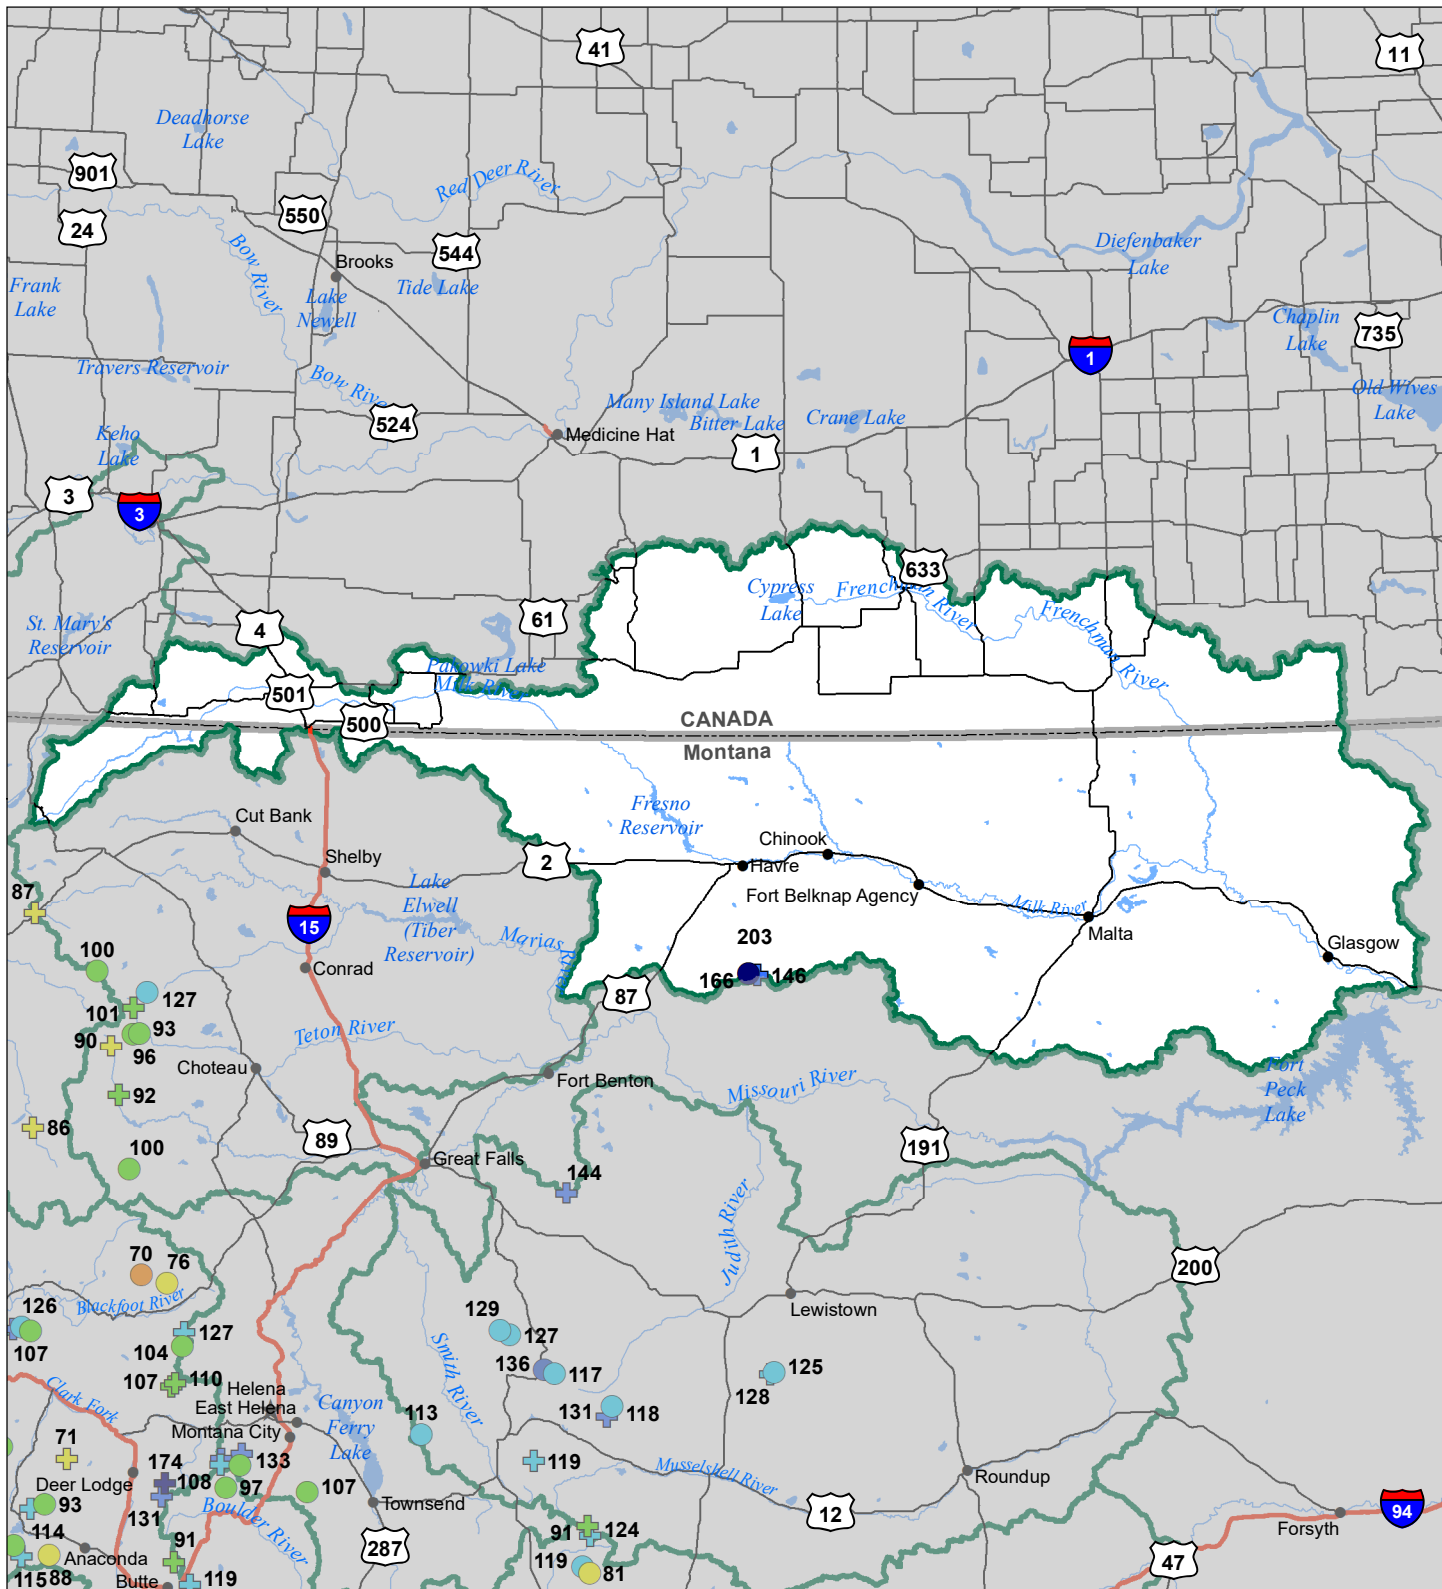 41
11
Deadhorse
Lake
901
Red Deer River
24
550
544
Bow River
Diefenbaker
Lake
Brooks
Frank
Lake
Tide Lake
Lake
Newell
Chaplin
Lake
735
1
Travers Reservoir
Bow River
Old Wives
Lake
Many Island Lake
Bitter Lake
Crane Lake
524
Medicine Hat
1
Keho
Lake
3
3
633
Cypress
Lake
Frenchman River
Frenchman River
61
4
St. Mary's
Reservoir
Pakowki Lake
Milk River
501
500
CANADA
Montana
Fresno
Reservoir
Cut Bank
Chinook
Shelby
2
Havre
Fort Belknap Agency
87
Lake
Elwell
(Tiber
Reservoir)
15
Marias River
Milk River
Malta
203
Glasgow
100
Conrad
166
146
127
87
101
93
90
96
Teton River
Choteau
Fort Benton
Missouri River
Fort
Peck
Lake
92
86
89
191
100
Great Falls
144
Judith River
70
76
200
Blackfoot River
126
107
127
104
129
127
Lewistown
Smith River
136
117
125
128
107
110
Clark Fork
Helena
East Helena
Montana City
Canyon
Ferry
Lake
131
118
113
71
174
108
133
119
Musselshell River
Deer Lodge
97
107
Roundup
93
131
Boulder River
Townsend
12
94
Forsyth
114
91
91
124
287
Anaconda
47
115
88
Butte
119
119
81